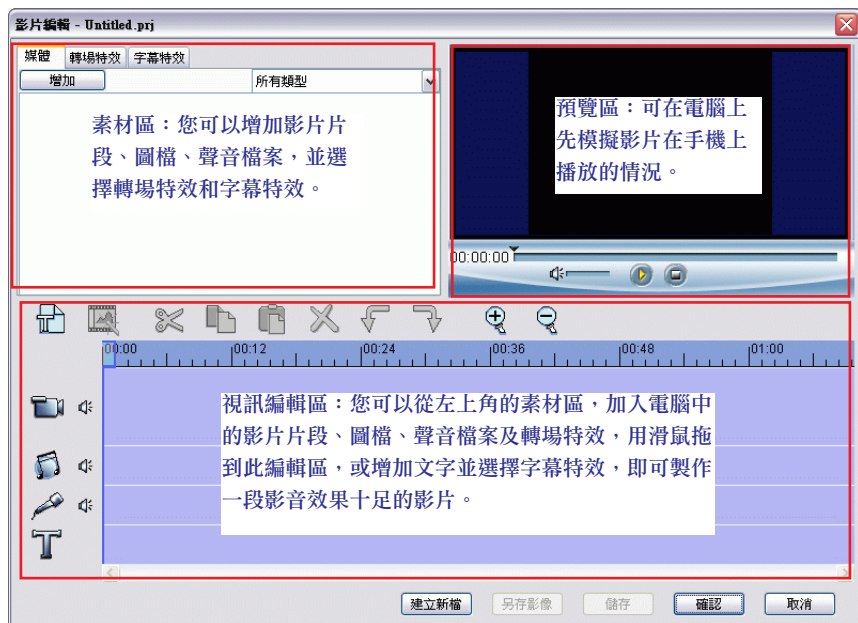 影片編輯 - Untitled.prj
媒體 轉場特效 字幕特效
增加 所有類型
素材區：您可以增加影片片
段、圖檔、聲音檔案，並選
擇轉場特效和字幕特效。
預覽區：可在電腦上
先模擬影片在手機上
播放的情況。
00:00:00
00:00 00:12 00:24 00:36 00:48 01:00
視訊編輯區：您可以從左上角的素材區，加入電腦中
的影片片段、圖檔、聲音檔案及轉場特效，用滑鼠拖
到此編輯區，或增加文字並選擇字幕特效，即可製作
一段影音效果十足的影片。
建立新檔 另存影像 儲存 確認 取消